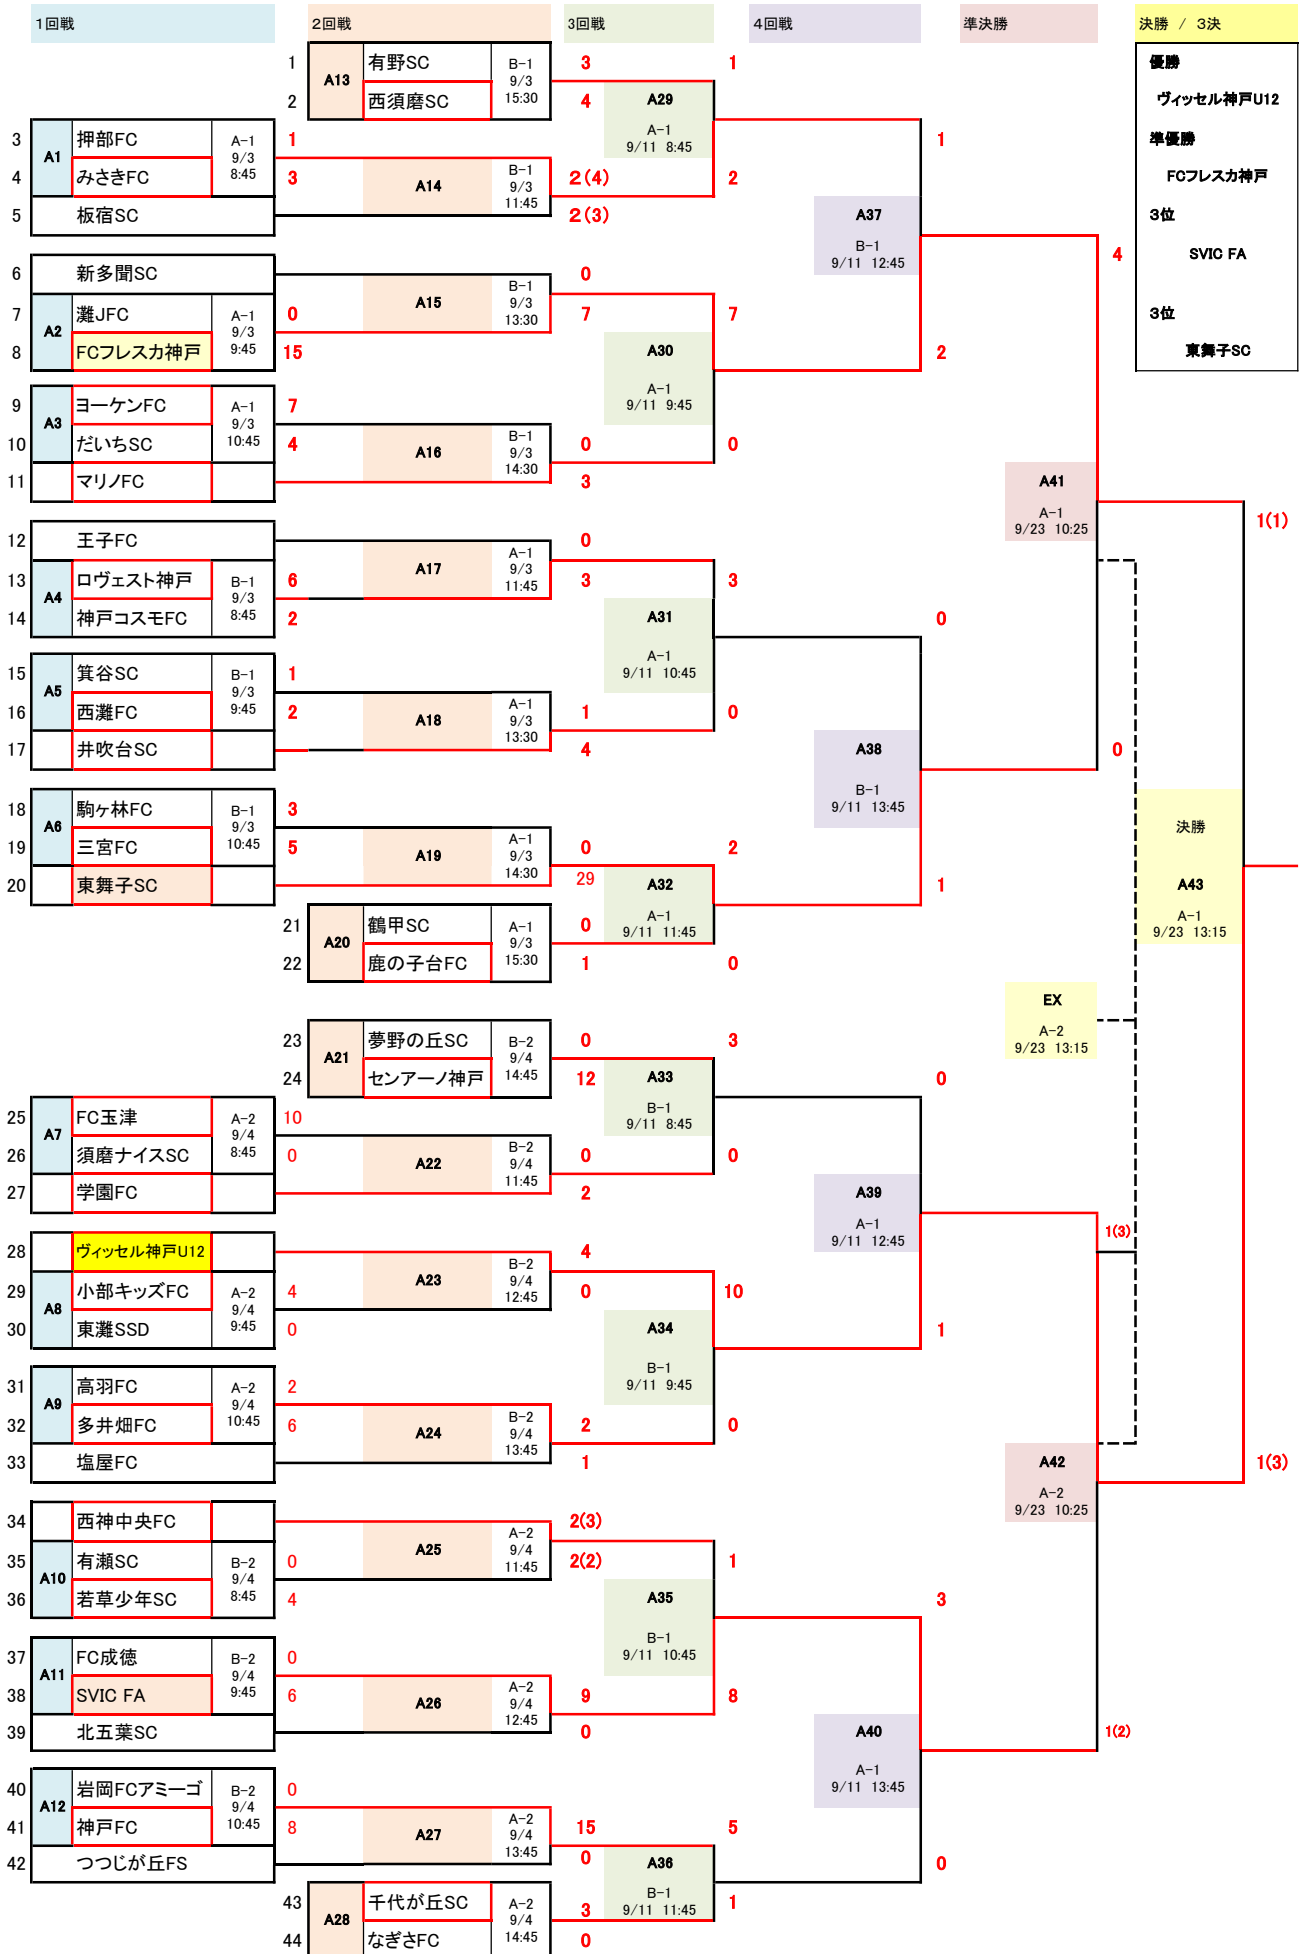 1回戦
2回戦
3回戦
4回戦
準決勝
決勝 / 3決
1
A13
有野SC
B-1
9/3
15:30
3
1
2
西須磨SC
4
A29
A-1
9/11 8:45
3
A1
押部FC
A-1
9/3
8:45
1
1
4
みさきFC
3
A14
B-1
9/3
11:45
2(4)
2
5
板宿SC
2(3)
A37
B-1
9/11 12:45
4
6
新多聞SC
A15
B-1
9/3
13:30
0
7
A2
灘JFC
A-1
9/3
9:45
0
7
7
8
FCフレスカ神戸
15
A30
A-1
9/11 9:45
2
9
A3
ヨーケンFC
A-1
9/3
10:45
7
10
だいちSC
4
A16
B-1
9/3
14:30
0
0
11
マリノFC
3
A41
A-1
9/23 10:25
1(1)
12
王子FC
A17
A-1
9/3
11:45
0
13
A4
ロヴェスト神戸
B-1
9/3
8:45
6
3
3
14
神戸コスモFC
2
A31
A-1
9/11 10:45
0
15
A5
箕谷SC
B-1
9/3
9:45
1
16
西灘FC
2
A18
A-1
9/3
13:30
1
0
17
井吹台SC
4
A38
B-1
9/11 13:45
0
18
A6
駒ヶ林FC
B-1
9/3
10:45
3
19
三宮FC
5
A19
A-1
9/3
14:30
0
2
20
東舞子SC
29
A32
A-1
9/11 11:45
1
21
A20
鶴甲SC
A-1
9/3
15:30
0
22
鹿の子台FC
1
0
決勝
A43
A-1
9/23 13:15
EX
A-2
9/23 13:15
23
A21
夢野の丘SC
B-2
9/4
14:45
0
3
24
センアーノ神戸
12
A33
B-1
9/11 8:45
0
25
A7
FC玉津
A-2
9/4
8:45
10
26
須磨ナイスSC
0
A22
B-2
9/4
11:45
0
0
27
学園FC
2
A39
A-1
9/11 12:45
1(3)
28
ヴィッセル神戸U12
A23
B-2
9/4
12:45
4
29
A8
小部キッズFC
A-2
9/4
9:45
4
0
10
30
東灘SSD
0
A34
B-1
9/11 9:45
1
31
A9
高羽FC
A-2
9/4
10:45
2
32
多井畑FC
6
A24
B-2
9/4
13:45
2
0
33
塩屋FC
1
A42
A-2
9/23 10:25
1(3)
34
西神中央FC
A25
A-2
9/4
11:45
2(3)
35
A10
有瀬SC
B-2
9/4
8:45
0
2(2)
1
36
若草少年SC
4
A35
B-1
9/11 10:45
3
37
A11
FC成徳
B-2
9/4
9:45
0
38
SVIC FA
6
A26
A-2
9/4
12:45
9
8
39
北五葉SC
0
A40
A-1
9/11 13:45
1(2)
40
A12
岩岡FCアミーゴ
B-2
9/4
10:45
0
41
神戸FC
8
A27
A-2
9/4
13:45
15
5
42
つつじが丘FS
0
A36
B-1
9/11 11:45
0
43
A28
千代が丘SC
A-2
9/4
14:45
3
1
44
なぎさFC
0
優勝
ヴィッセル神戸U12
準優勝
FCフレスカ神戸
3位
SVIC FA
3位
東舞子SC